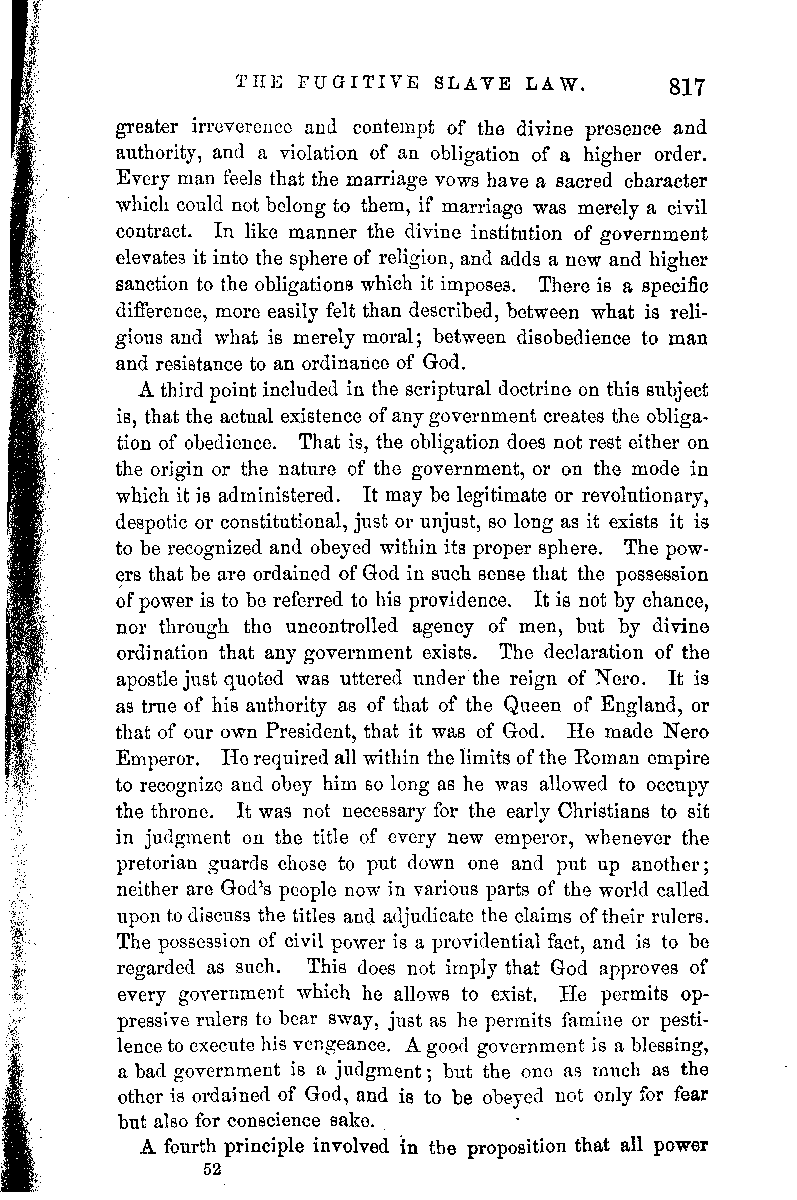 THE FUGITIVE SLAVE LAW. 817
greater irreverence and contempt of the divine presence and
authority, and a violation of an obligation of a higher order.
Every man feels that the marriage vows have a sacred character
which could not belong to them, if marriage was merely a civil
contract. In like manner the divine institution of government
elevates it into the sphere of religion, and adds a new and higher
sanction to the obligations which it imposes. There is a specific
difference, more easily felt than described, between what is reli-
gious and what is merely moral; between disobedience to man
and resistance to an ordinance of God.
A third point included in the scriptural doctrine on this subject
is, that the actual existence of any government creates the obliga-
tion of obedience. That is, the obligation does not rest either on
the origin or the nature of the government, or on the mode in
which it is administered. It may be legitimate or revolutionary,
despotic or constitutional, just or unjust, so long as it exists it is
to be recognized and obeyed within its proper sphere. The pow-
ers that be are ordained of God in such sense that the possession
of power is to be referred to his providence. It is not by chance,
nor through the uncontrolled agency of men, but by divine
ordination that any government exists. The declaration of the
apostle just quoted was uttered under the reign of Nero. It is
as true of his authority as of that of the Queen of England, or
that of our own President, that it was of God. He made Nero
Emperor. He required all within the limits of the Roman empire
to recognize and obey him so long as he was allowed to occupy
the throne. It was not necessary for the early Christians to sit
in judgment on the title of every new emperor, whenever the
pretorian guards chose to put down one and put up another;
neither are God's people now in various parts of the world called
upon to discuss the titles and adjudicate the claims of their rulers.
The possession of civil power is a providential fact, and is to be
regarded as such. This does not imply that God approves of
every government which he allows to exist. He permits op-
pressive rulers to bear sway, just as he permits famine or pesti-
lence to execute his vengeance. A good government is a blessing,
a bad government is a judgment; but the one as much as the
other is ordained of God, and is to be obeyed not only for fear
but also for conscience sake.
A fourth principle involved in the proposition that all power
52